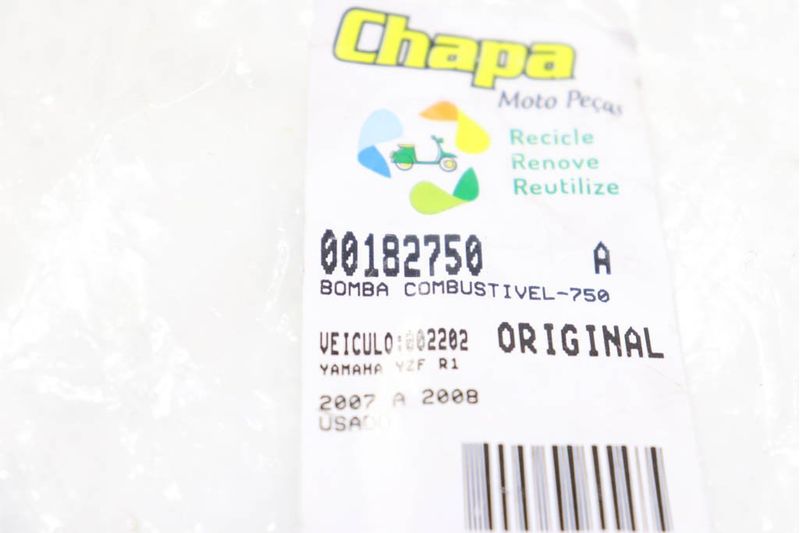 Chapa
Moto Peças
Recicle
Renove
Reutilize
00182750 A
BOMBA COMBUSTIVEL-750
VEICULO:002202 ORIGINAL
YAMAHA YZF R1
2007 A 2008
USADO